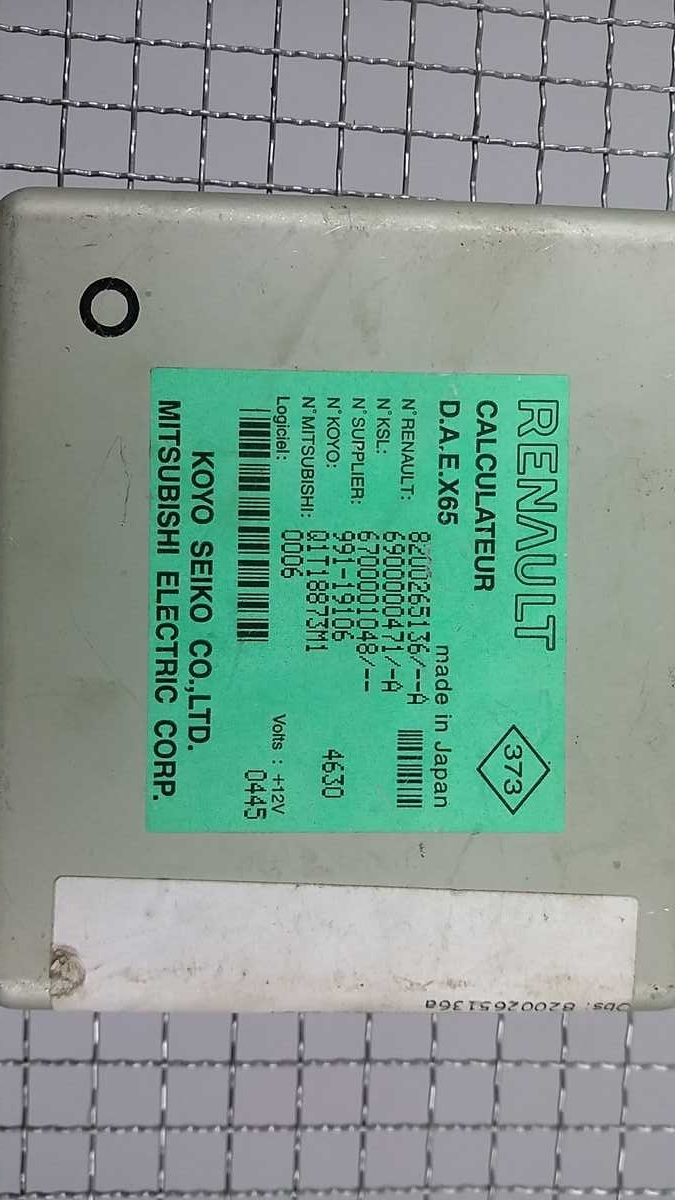 RENAULT
CALCULATEUR
373
D.A.E.X65
made in Japan
N° RENAULT: 8200265136/--A
N° KSL: 6900000471/-A
N° SUPPLIER: 6700001048/--
N° KOYO: 991-19106
4630
N° MITSUBISHI: Q1T18873M1
Logiciel: 0006
Volts : +12V
0445
KOYO SEIKO CO.,LTD.
MITSUBISHI ELECTRIC CORP.
Obs: 8200265136a